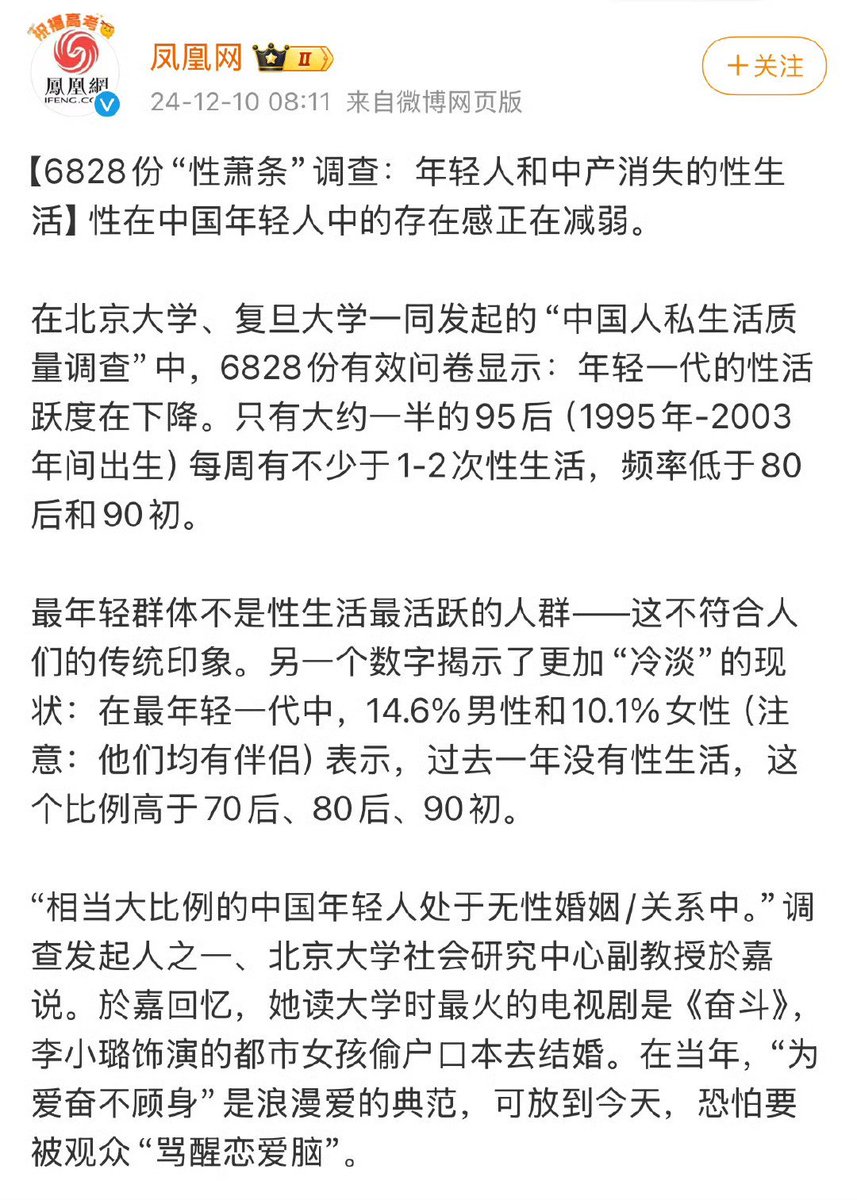 祝福高考
鳳凰網
IFENG.CO
凤凰网
II
+关注
24-12-10 08:11 来自微博网页版
【6828份“性萧条”调查：年轻人和中产消失的性生
活】性在中国年轻人中的存在感正在减弱。
在北京大学、复旦大学一同发起的“中国人私生活质
量调查”中，6828份有效问卷显示：年轻一代的性活
跃度在下降。只有大约一半的95后（1995年-2003
年间出生）每周有不少于1-2次性生活，频率低于80
后和90初。
最年轻群体不是性生活最活跃的人群——这不符合人
们的传统印象。另一个数字揭示了更加“冷淡”的现
状：在最年轻一代中，14.6%男性和10.1%女性（注
意：他们均有伴侣）表示，过去一年没有性生活，这
个比例高于70后、80后、90初。
“相当大比例的中国年轻人处于无性婚姻/关系中。”调
查发起人之一、北京大学社会研究中心副教授於嘉
说。於嘉回忆，她读大学时最火的电视剧是《奋斗》，
李小璐饰演的都市女孩偷户口本去结婚。在当年，“为
爱奋不顾身”是浪漫爱的典范，可放到今天，恐怕要
被观众“骂醒恋爱脑”。